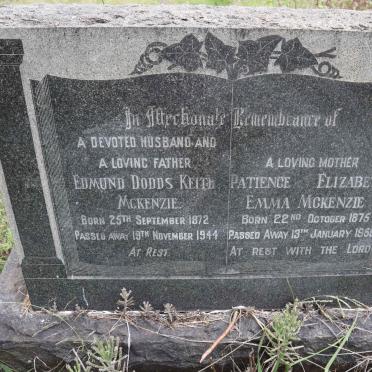 In Affectionate Remembrance of
A DEVOTED HUSBAND AND
A LOVING FATHER
EDMUND DODDS KEITH
MCKENZIE.
BORN 25TH SEPTEMBER 1872
PASSED AWAY 19TH NOVEMBER 1944
AT REST
A LOVING MOTHER
PATIENCE ELIZABE
EMMA MCKENZIE
BORN 22ND OCTOBER 1875
PASSED AWAY 13TH JANUARY
AT REST WITH THE LORD